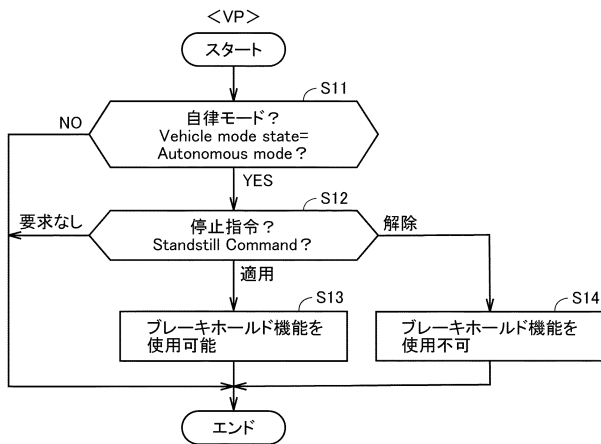 ＜VP＞
スタート
S11
自律モード？
Vehicle mode state=
Autonomous mode？
NO
YES
S12
停止指令？
Standstill Command？
要求なし
解除
適用
S13
ブレーキホールド機能を
使用可能
S14
ブレーキホールド機能を
使用不可
エンド